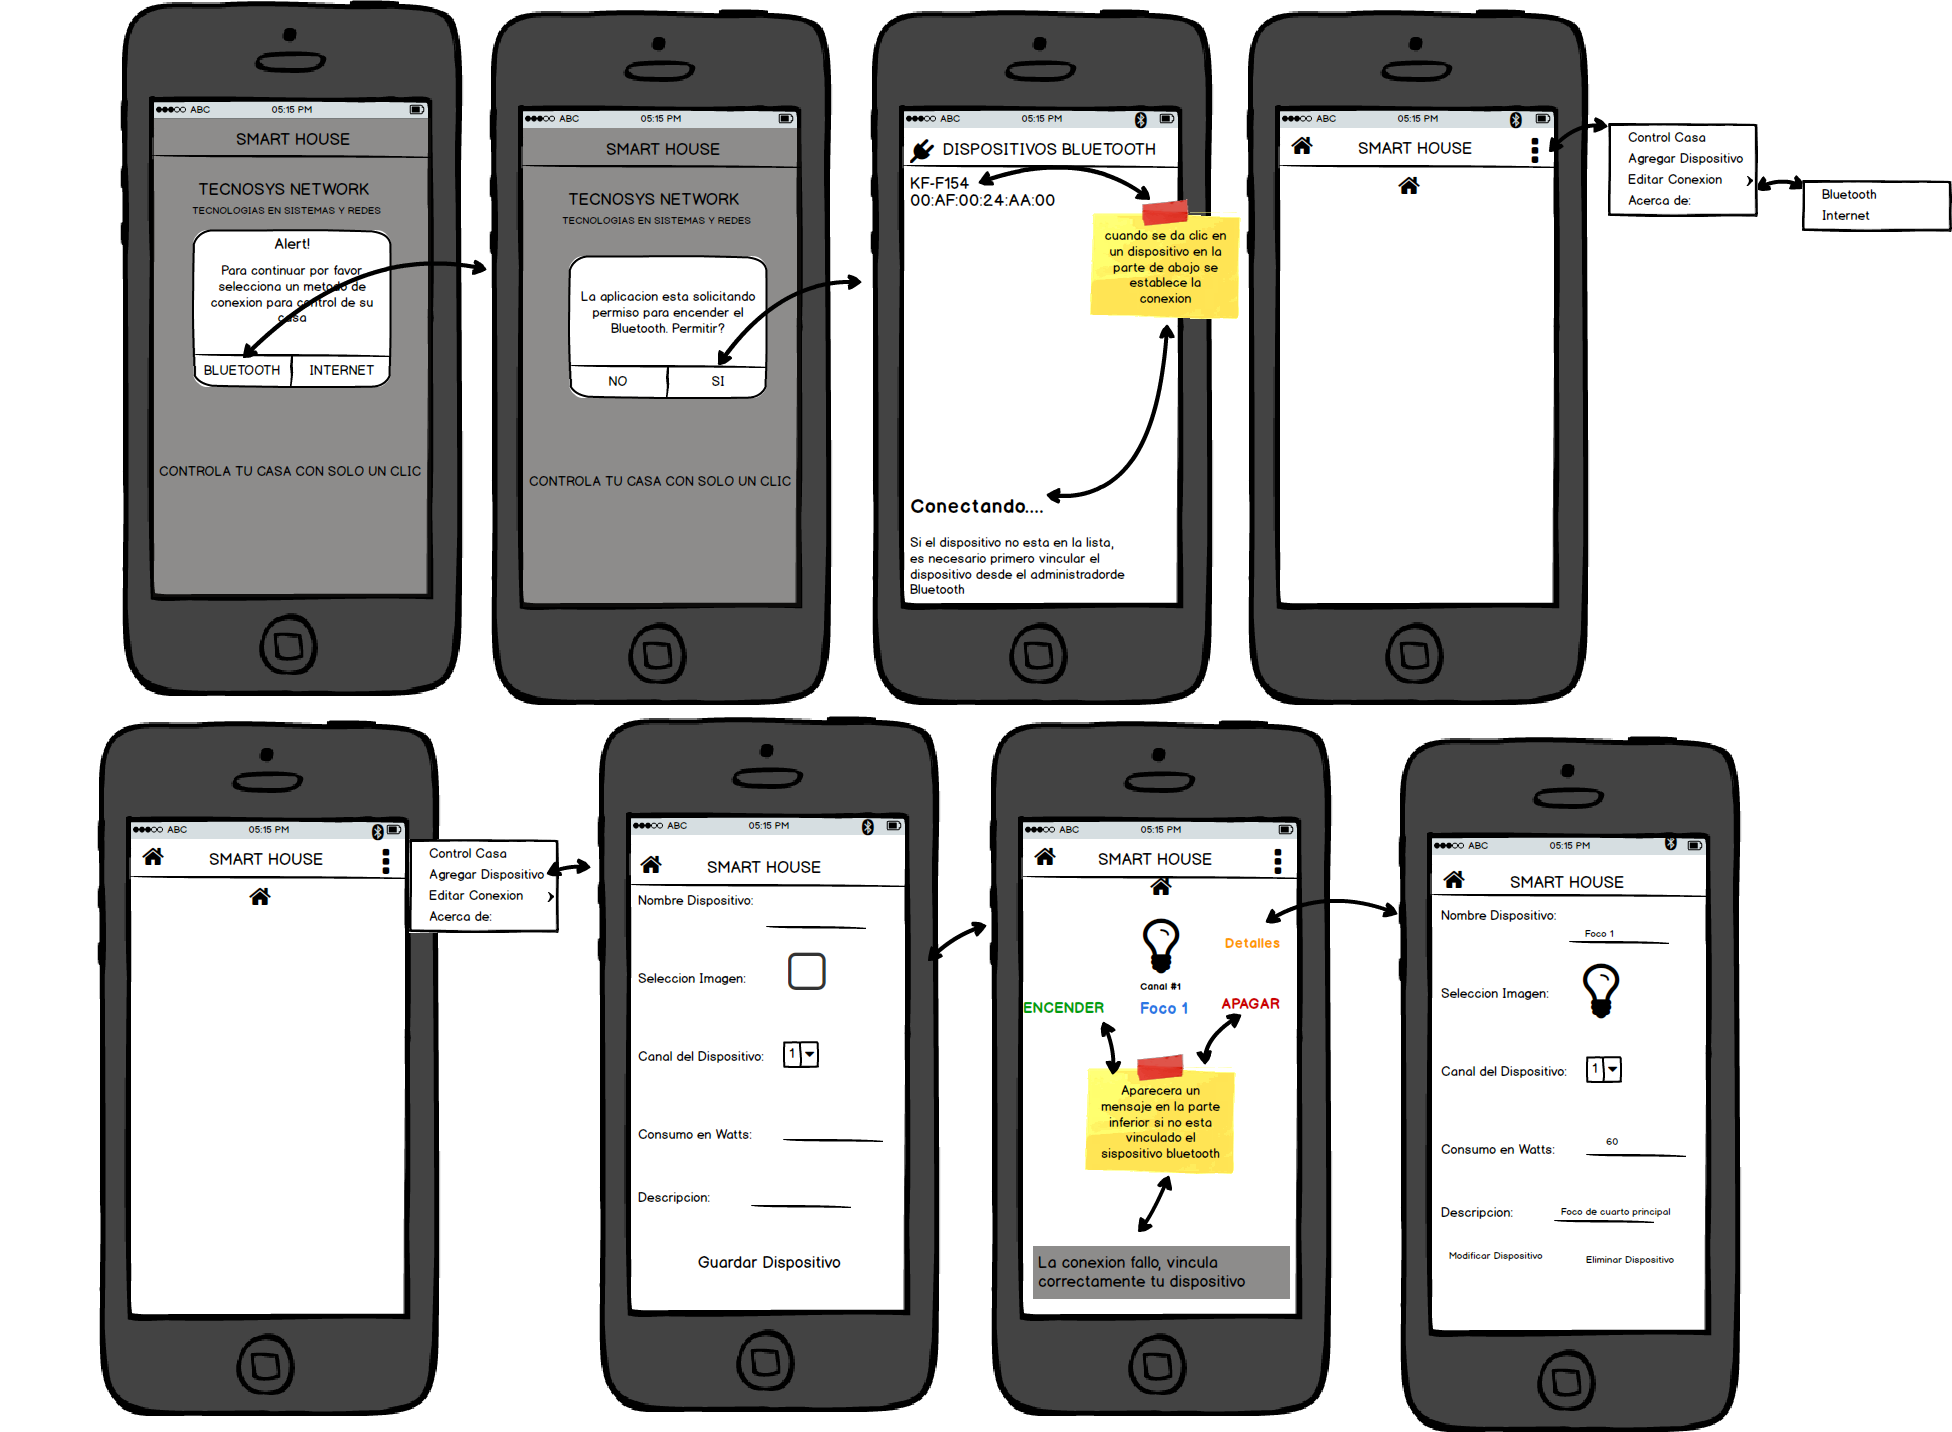 ABC 05:15 PM
SMART HOUSE
TECNOSYS NETWORK
TECNOLOGIAS EN SISTEMAS Y REDES
Alert!
Para continuar por favor
selecciona un metodo de
conexion para control de su
casa
BLUETOOTH INTERNET
CONTROLA TU CASA CON SOLO UN CLIC
ABC 05:15 PM
SMART HOUSE
TECNOSYS NETWORK
TECNOLOGIAS EN SISTEMAS Y REDES
La aplicacion esta solicitando
permiso para encender el
Bluetooth. Permitir?
NO SI
CONTROLA TU CASA CON SOLO UN CLIC
ABC 05:15 PM
DISPOSITIVOS BLUETOOTH
KF-F154
00:AF:00:24:AA:00
cuando se da clic en
un dispositivo en la
parte de abajo se
establece la
conexion
Conectando....
Si el dispositivo no esta en la lista,
es necesario primero vincular el
dispositivo desde el administradorde
Bluetooth
ABC 05:15 PM
SMART HOUSE
Control Casa
Agregar Dispositivo
Editar Conexion
Acerca de:
Bluetooth
Internet
ABC 05:15 PM
SMART HOUSE
Control Casa
Agregar Dispositivo
Editar Conexion
Acerca de:
ABC 05:15 PM
SMART HOUSE
Nombre Dispositivo:
Seleccion Imagen:
Canal del Dispositivo: 1
Consumo en Watts:
Descripcion:
Guardar Dispositivo
ABC 05:15 PM
SMART HOUSE
Detalles
Canal #1
ENCENDER Foco 1 APAGAR
Aparecera un
mensaje en la parte
inferior si no esta
vinculado el
sispositivo bluetooth
La conexion fallo, vincula
correctamente tu dispositivo
ABC 05:15 PM
SMART HOUSE
Nombre Dispositivo:
Foco 1
Seleccion Imagen:
Canal del Dispositivo: 1
Consumo en Watts: 60
Descripcion: Foco de cuarto principal
Modificar Dispositivo Eliminar Dispositivo